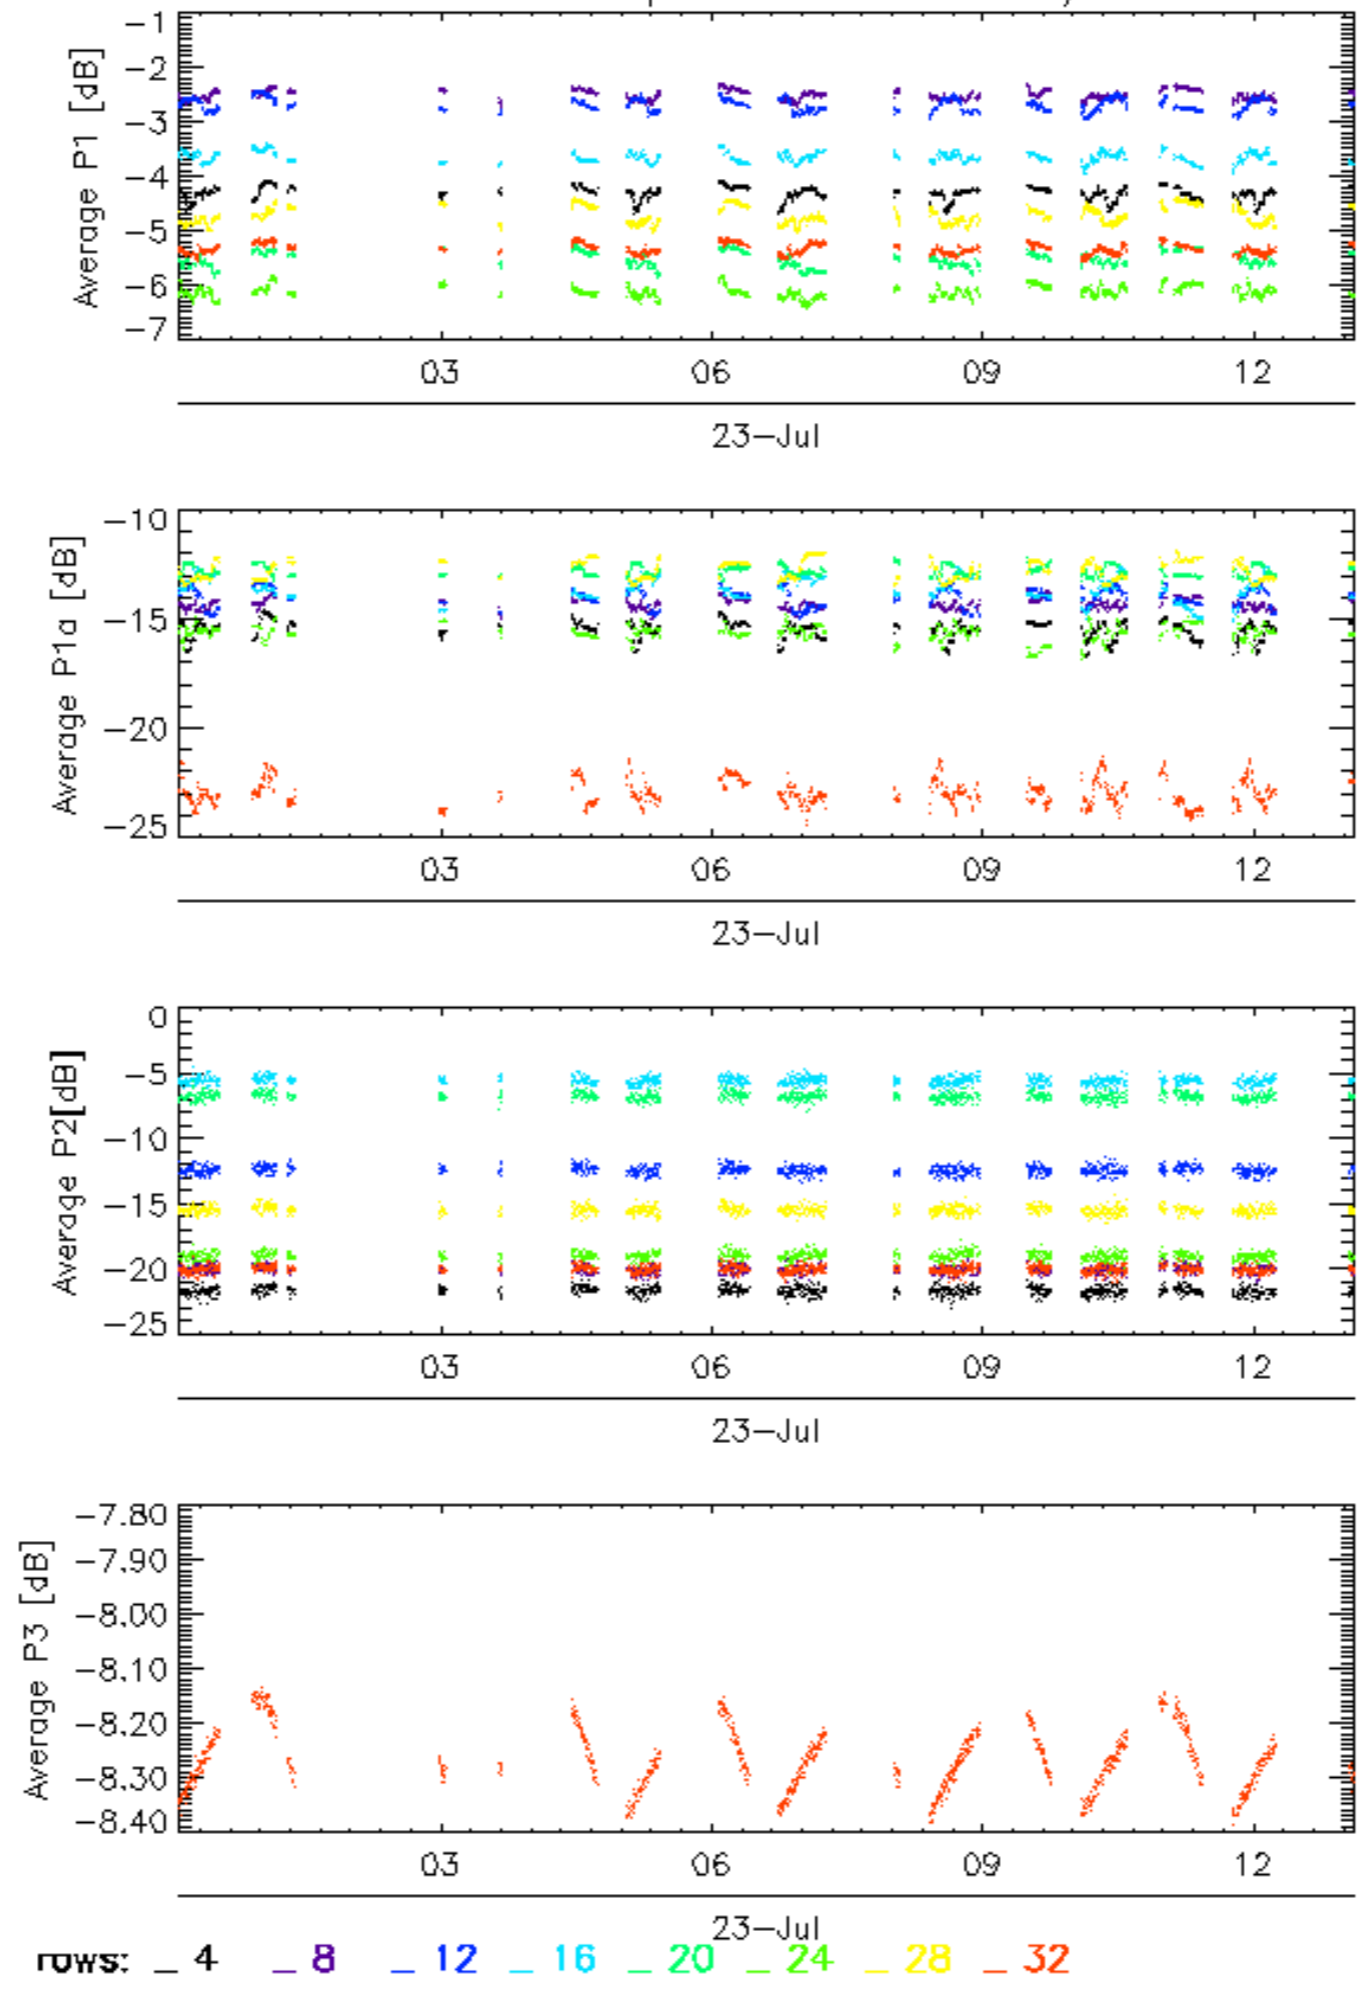 Average P1 [dB]
-1
-2
-3
-4
-5
-6
-7
03 06 09 12
23-Jul
Average P1a [dB]
-10
-15
-20
-25
03 06 09 12
23-Jul
Average P2[dB]
0
-5
-10
-15
-20
-25
03 06 09 12
23-Jul
Average P3 [dB]
-7.80
-7.90
-8.00
-8.10
-8.20
-8.30
-8.40
03 06 09 12
23-Jul
rows: _ 4 _ 8 _ 12 _ 16 _ 20 _ 24 _ 28 _ 32